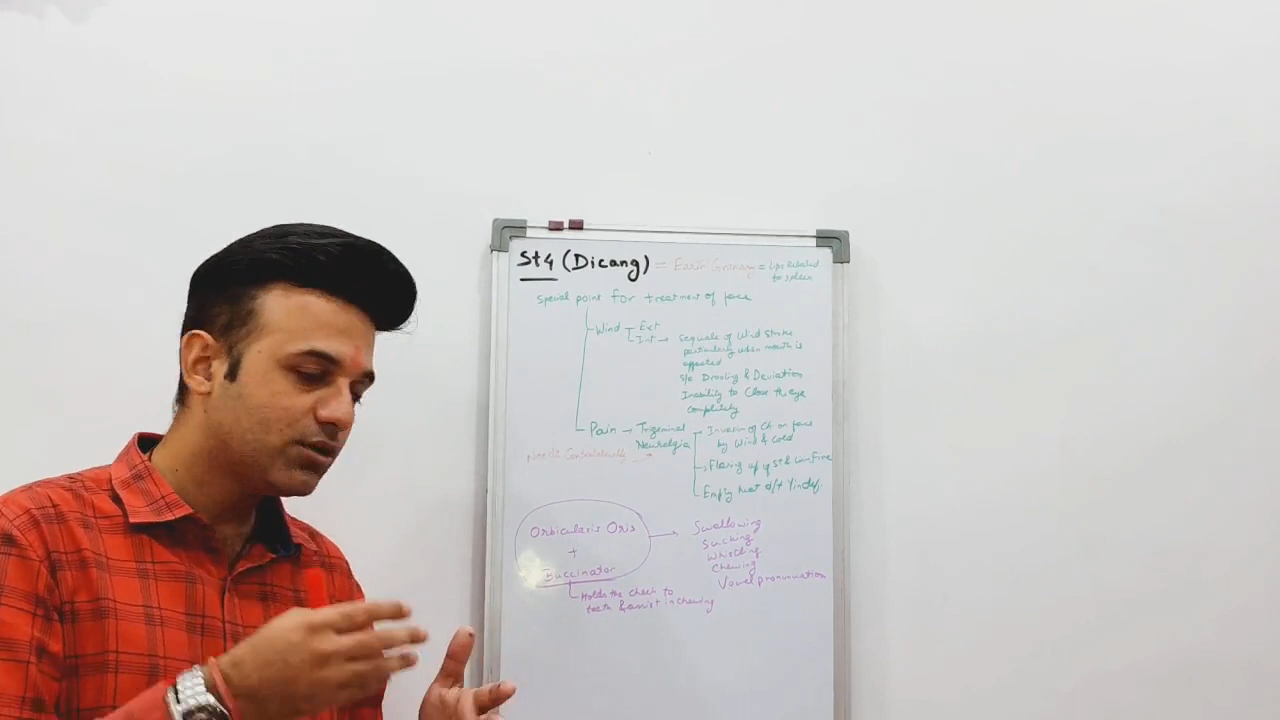 St4 (Dicang) = Earth Granary = Lips Related to spleen
Special point for treatment of face
Wind
Ext
Int → Sequale of Wind Stroke
particularly when mouth is
affected
S/s Drooling & Deviation
Inability to Close the eye
completely
Pain → Trigeminal
Neuralgia
Invasion of Ch on face
by Wind & Cold
Flaring up of St & Liv Fire
Empty heat d/t Yin def.
Needle Contralaterally
Orbicularis Oris
+
Buccinator
Holds the cheek to
teeth & assist in chewing
Swallowing
Sucking
Whistling
Chewing
Vowel pronunuation